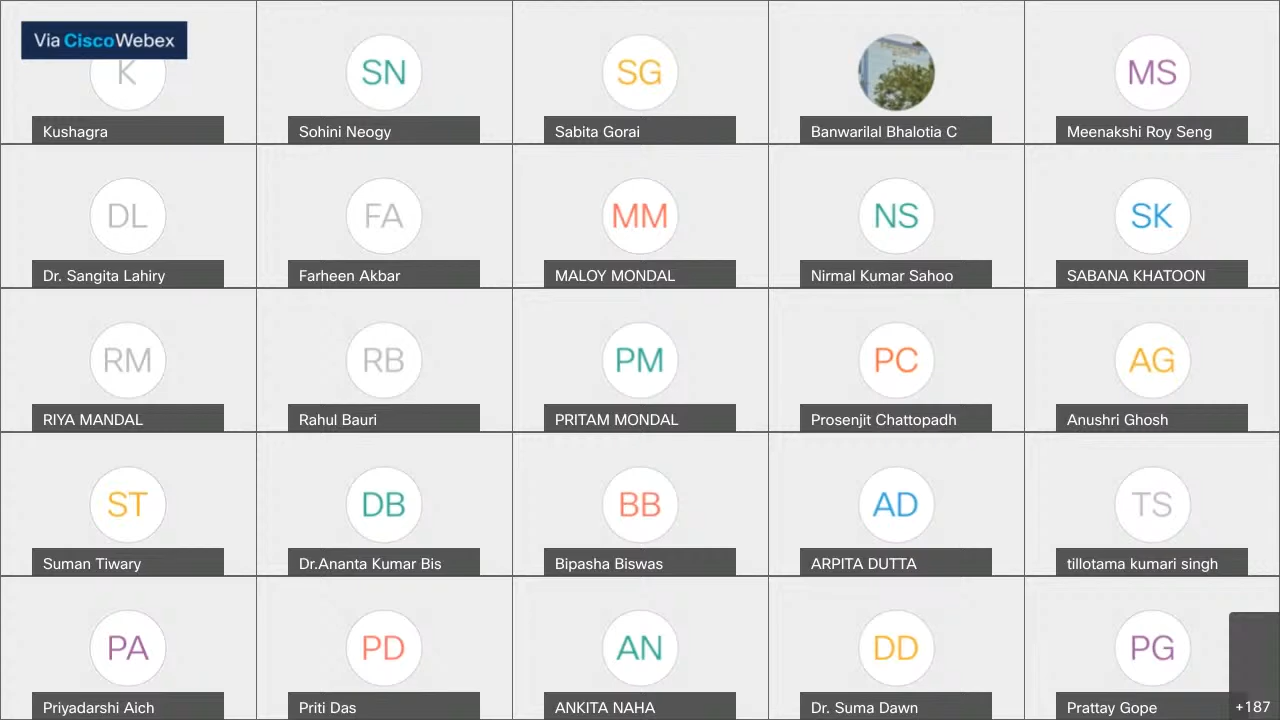 Via Cisco Webex
K
SN
SG
MS
Kushagra
Sohini Neogy
Sabita Gorai
Banwarilal Bhalotia C
Meenakshi Roy Seng
DL
FA
MM
NS
SK
Dr. Sangita Lahiry
Farheen Akbar
MALOY MONDAL
Nirmal Kumar Sahoo
SABANA KHATOON
RM
RB
PM
PC
AG
RIYA MANDAL
Rahul Bauri
PRITAM MONDAL
Prosenjit Chattopadh
Anushri Ghosh
ST
DB
BB
AD
TS
Suman Tiwary
Dr.Ananta Kumar Bis
Bipasha Biswas
ARPITA DUTTA
tillotama kumari singh
PA
PD
AN
DD
PG
Priyadarshi Aich
Priti Das
ANKITA NAHA
Dr. Suma Dawn
Prattay Gope
+187